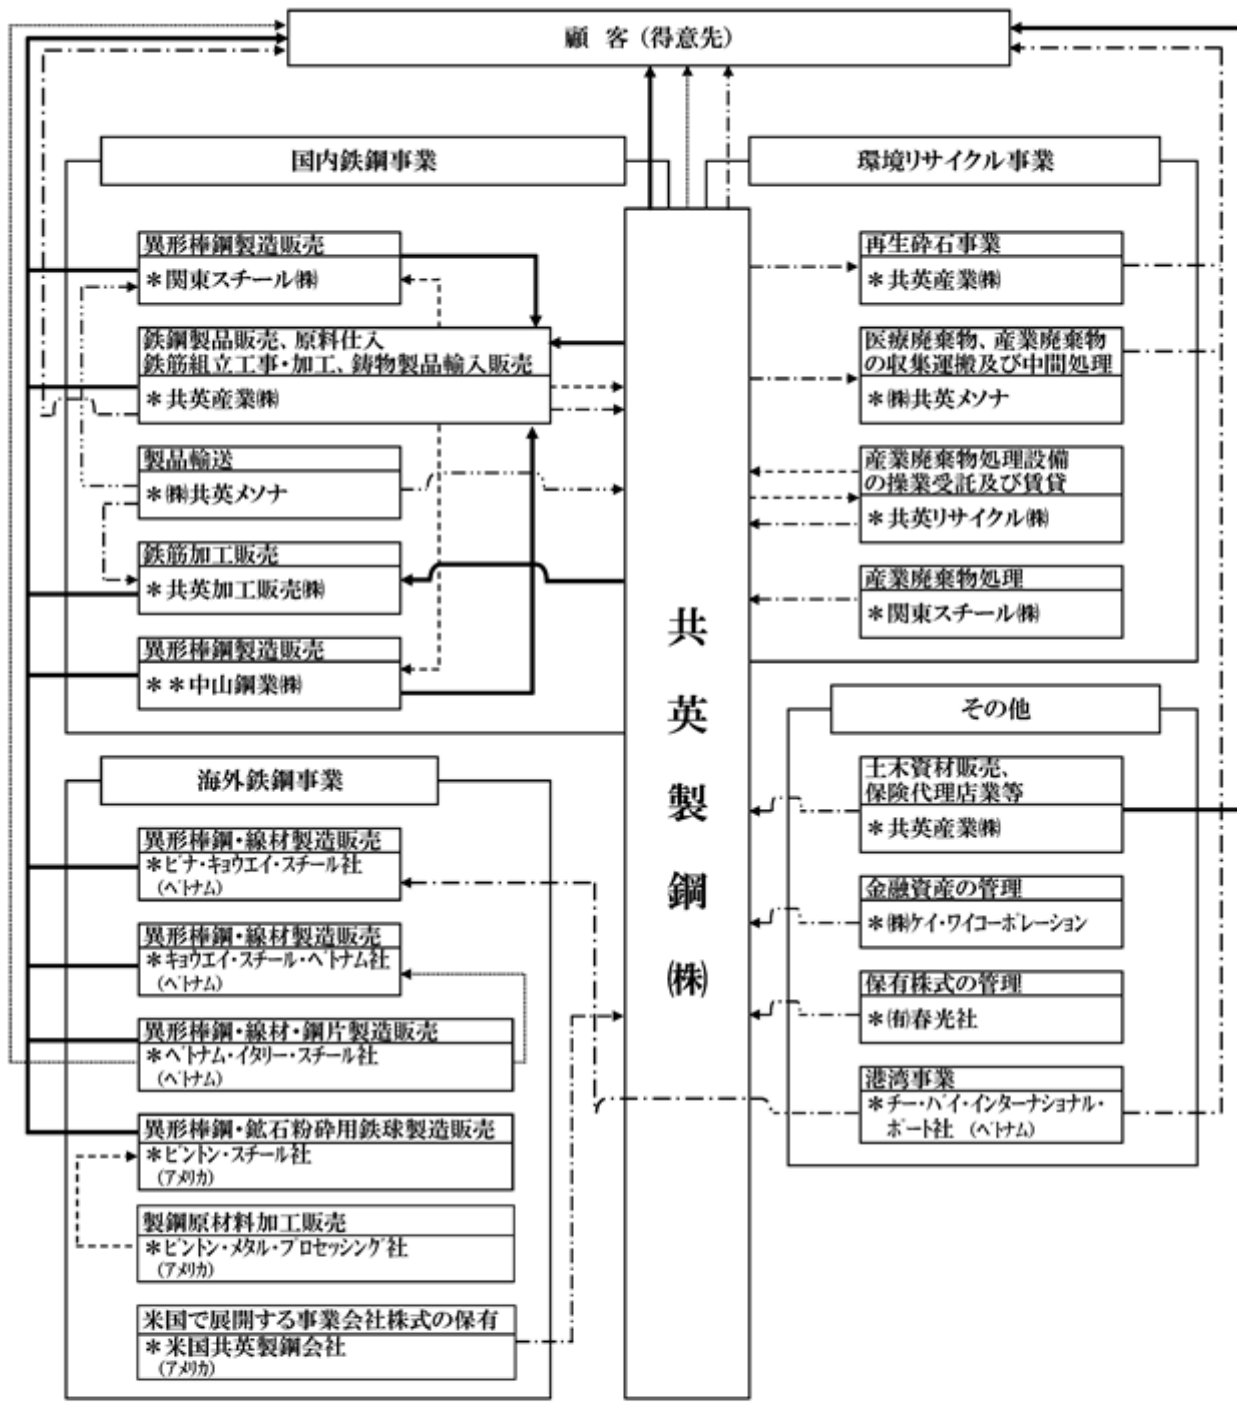 顧 客 (得意先)
国内鉄鋼事業
異形棒鋼製造販売
＊関東スチール㈱
鉄鋼製品販売、原料仕入
鉄筋組立工事・加工、鋳物製品輸入販売
＊共英産業㈱
製品輸送
＊㈱共英メソナ
鉄筋加工販売
＊共英加工販売㈱
異形棒鋼製造販売
＊＊中山鋼業㈱
海外鉄鋼事業
異形棒鋼・線材製造販売
＊ビナ・キョウエイ・スチール社
(ベトナム)
異形棒鋼・線材製造販売
＊キョウエイ・スチール・ベトナム社
(ベトナム)
異形棒鋼・線材・鋼片製造販売
＊ベトナム・イタリー・スチール社
(ベトナム)
異形棒鋼・鉱石粉砕用鉄球製造販売
＊ビントン・スチール社
(アメリカ)
製鋼原材料加工販売
＊ビントン・メタル・プロセッシング社
(アメリカ)
米国で展開する事業会社株式の保有
＊米国共英製鋼会社
(アメリカ)
共英製鋼㈱
環境リサイクル事業
再生砕石事業
＊共英産業㈱
医療廃棄物、産業廃棄物
の収集運搬及び中間処理
＊㈱共英メソナ
産業廃棄物処理設備
の操業受託及び賃貸
＊共英リサイクル㈱
産業廃棄物処理
＊関東スチール㈱
その他
土木資材販売、
保険代理店業等
＊共英産業㈱
金融資産の管理
＊㈱ケイ・ワイコーポレーション
保有株式の管理
＊㈲春光社
港湾事業
＊チー・バイ・インターナショナル・
ポート社 (ベトナム)